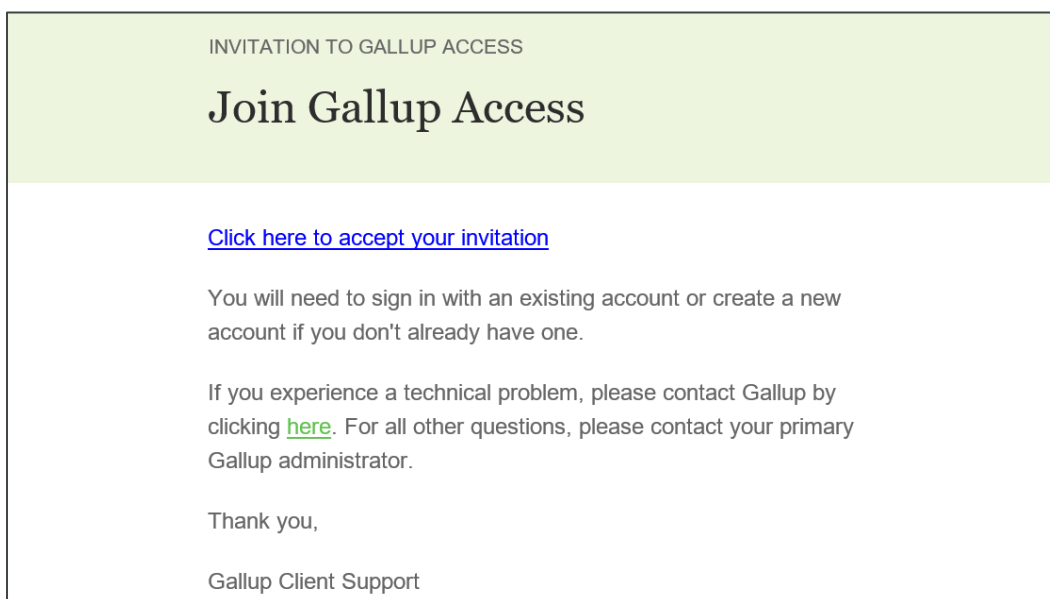 INVITATION TO GALLUP ACCESS
Join Gallup Access
Click here to accept your invitation
You will need to sign in with an existing account or create a new
account if you don't already have one.
If you experience a technical problem, please contact Gallup by
clicking here. For all other questions, please contact your primary
Gallup administrator.
Thank you,
Gallup Client Support